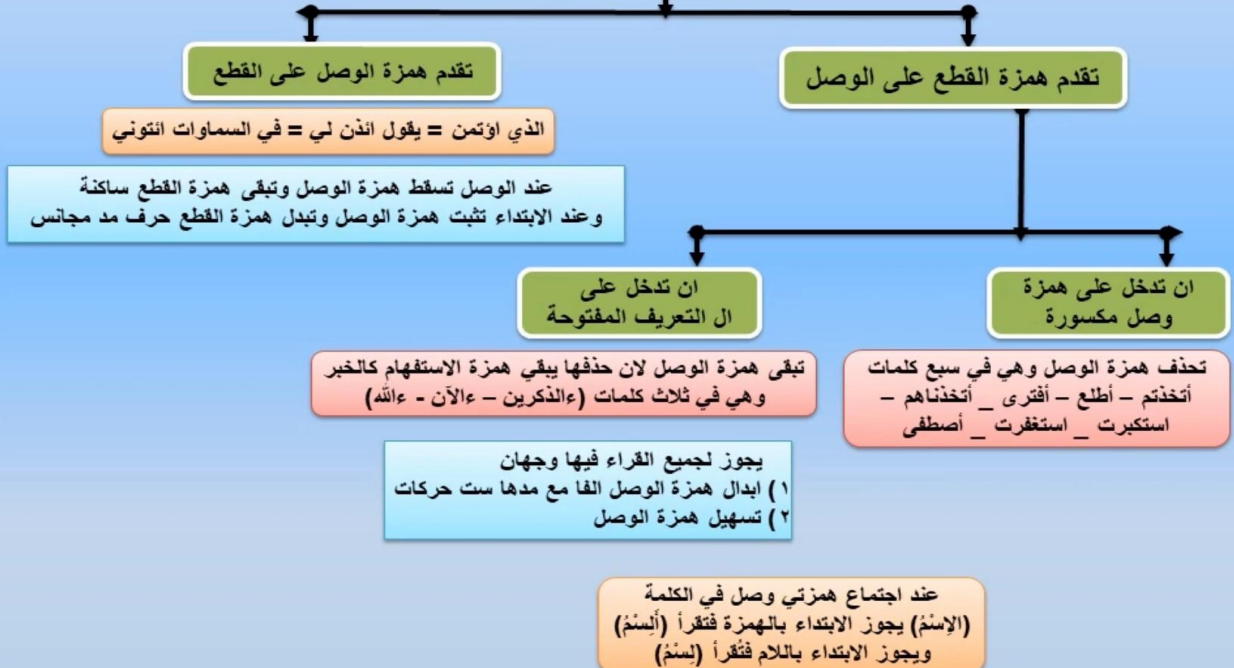 تقدم همزة القطع على الوصل
تقدم همزة الوصل على القطع
الذي اؤتمن = يقول ائذن لي = في السماوات ائتوني
عند الوصل تسقط همزة الوصل وتبقى همزة القطع ساكنة
وعند الابتداء تثبت همزة الوصل وتبدل همزة القطع حرف مد مجانس
ان تدخل على همزة
وصل مكسورة
تحذف همزة الوصل وهي في سبع كلمات
أتخذتم – أطلع – أفترى _ أتخذناهم –
استكبرت _ استغفرت _ أصطفى
ان تدخل على
ال التعريف المفتوحة
تبقى همزة الوصل لان حذفها يبقي همزة الاستفهام كالخبر
وهي في ثلاث كلمات (ءالذكرين – ءالآن - ءالله)
يجوز لجميع القراء فيها وجهان
١) ابدال همزة الوصل الفا مع مدها ست حركات
٢) تسهيل همزة الوصل
عند اجتماع همزتي وصل في الكلمة
(الاِسْمُ) يجوز الابتداء بالهمزة فتقرأ (أَلِسْمُ)
ويجوز الابتداء باللام فتُقرأ (لِسْمُ)